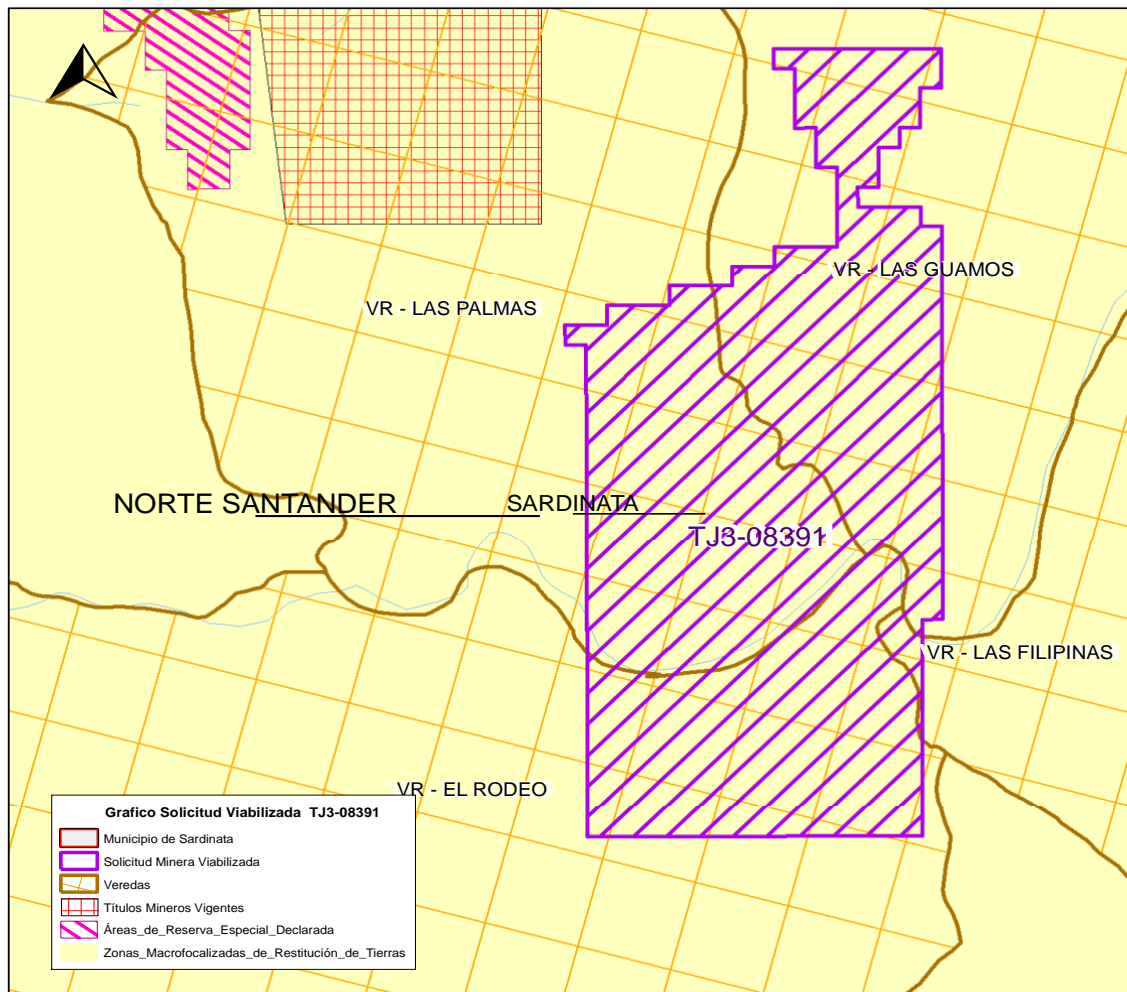 VR - LAS GUAMOS
VR - LAS PALMAS
NORTE SANTANDER
SARDINATA
TJ3-08391
VR - LAS FILIPINAS
VR - EL RODEO
Grafico Solicitud Viabilizada TJ3-08391
Municipio de Sardinata
Solicitud Minera Viabilizada
Veredas
Títulos Mineros Vigentes
Áreas_de_Reserva_Especial_Declarada
Zonas_Macrofocalizadas_de_Restitución_de_Tierras